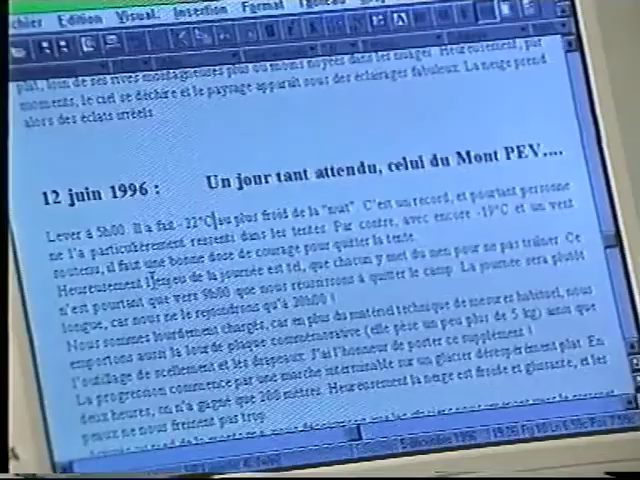 Edition Visual. Insertion Format
plat, loin de ses rives montagneuses plus ou moins noyées dans les nuages. Heureusement, par
moments, le ciel se déchire et le paysage apparaît sous des éclairages fabuleux. La neige prend
alors des éclats irréels.
12 juin 1996 : Un jour tant attendu, celui du Mont PEV....
Lever à 5h00. Il a fait -22°C au plus froid de la "nuit". C'est un record, et pourtant personne
ne l'a particulièrement ressenti dans les tentes. Par contre, avec encore -19°C et un vent
soutenu, il faut une bonne dose de courage pour quitter la tente.
Heureusement l'enjeu de la journée est tel, que chacun y met du sien pour ne pas traîner. Ce
n'est pourtant que vers 9h00 que nous réussirons à quitter le camp. La journée sera plutôt
longue, car nous ne le rejoindrons qu'à 20h00 !
Nous sommes lourdement chargés, car en plus du matériel technique de mesures habituel, nous
emportons aussi la lourde plaque commémorative (elle pèse un peu plus de 5 kg) ainsi que
l'outillage de scellement et les drapeaux. J'ai l'honneur de porter ce supplément !
La progression commence par une marche interminable sur un glacier désespérément plat. En
deux heures, on n'a gagné que 200 mètres. Heureusement la neige est froide et glissante, et les
peaux ne nous freinent pas trop.